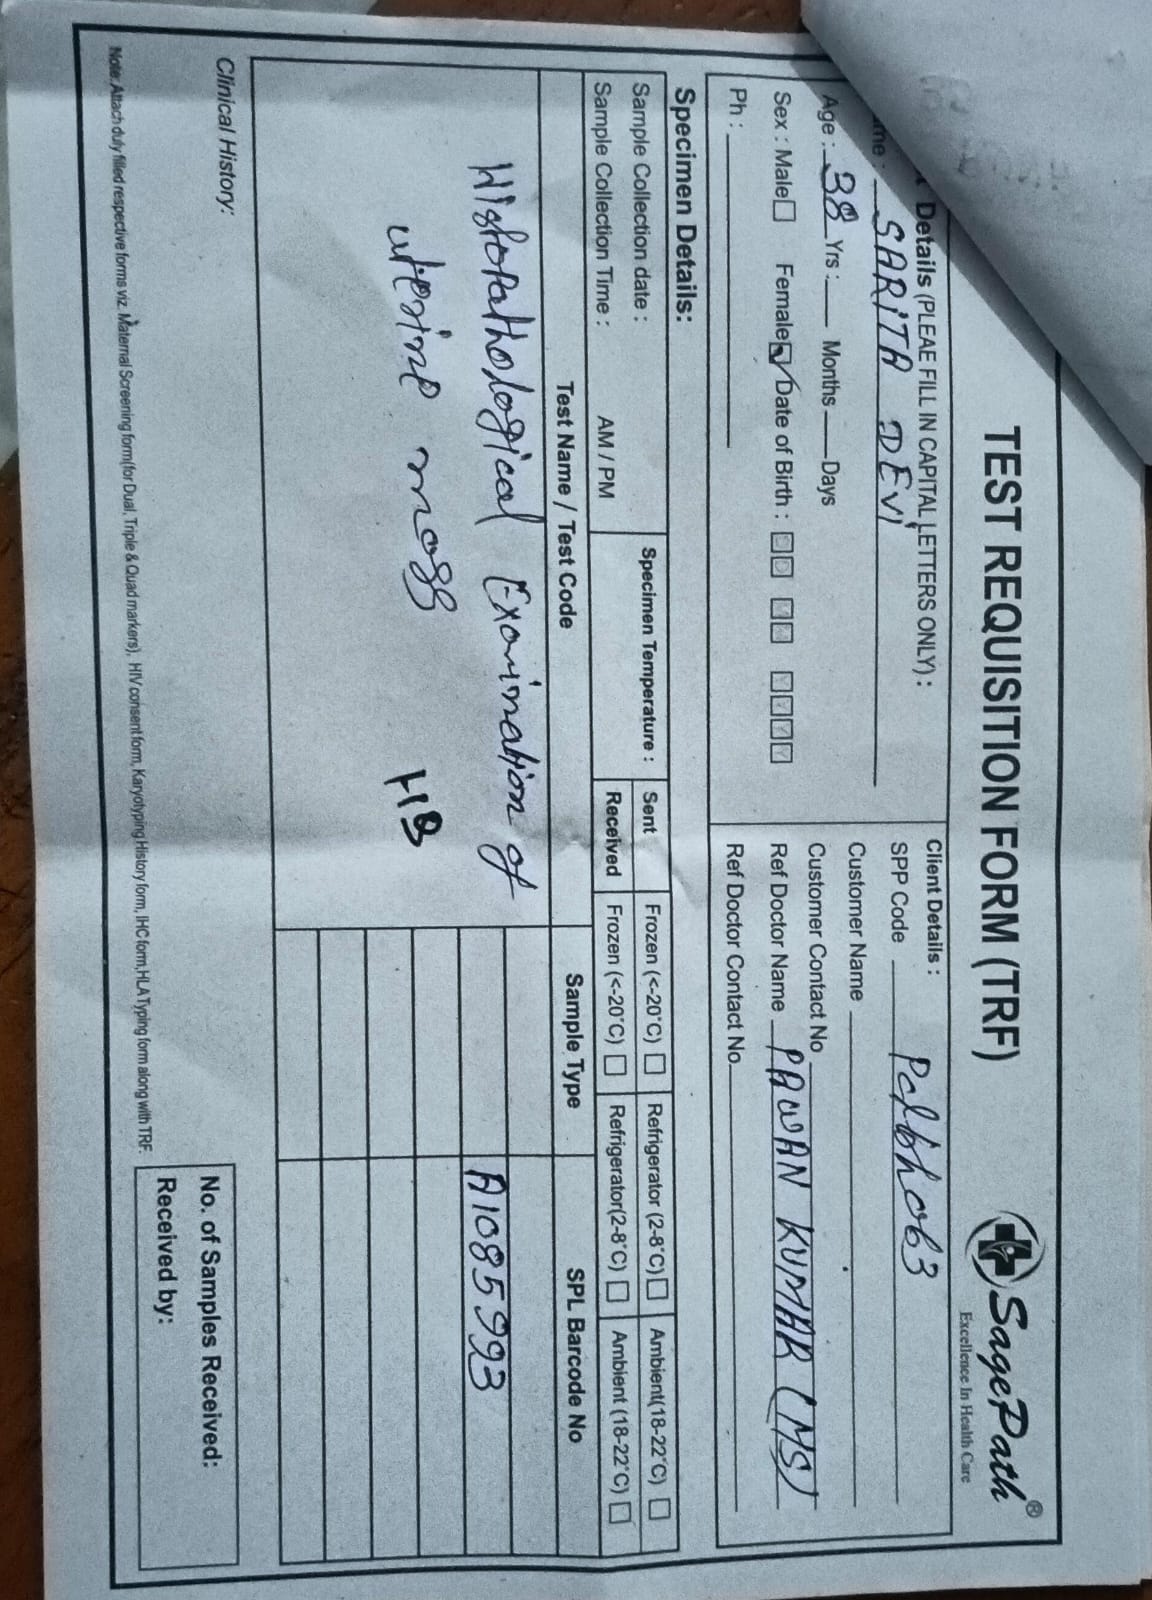 TEST REQUISITION FORM (TRF)
SagePath®
Excellence In Health Care
Details (PLEAE FILL IN CAPITAL LETTERS ONLY) :
me : SARITA DEVI
Age : 38 Yrs : Months Days
Sex : Male Female Date of Birth : D D M M Y Y Y Y
Ph :
Client Details :
SPP Code
Customer Name
Customer Contact No
Ref Doctor Name PAWAN KUMAR (MS)
Ref Doctor Contact No.
Specimen Details:
Sample Collection date :
Sample Collection Time : AM / PM
Specimen Temperature :
Sent Frozen (<-20°C) Refrigerator (2-8°C) Ambient(18-22°C)
Received Frozen (<-20°C) Refrigerator(2-8°C) Ambient (18-22°C)
Test Name / Test Code Sample Type SPL Barcode No
Histopathological Examination of
uterine mass
A1085993
Clinical History:
No. of Samples Received:
Received by:
Note: Attach duly filled respective forms viz. Maternal Screening form(for Dual, Triple & Quad markers). HIV consent form, Karyotyping History form, IHC form,HLA Typing form along with TRF.